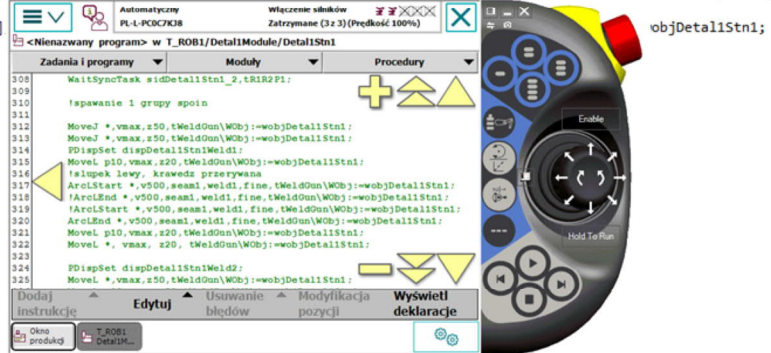 Automatyczny
PL-L-PC0C7KJ8
Włączenie silników
Zatrzymane (3 z 3) (Prędkość 100%)
<Nienazwany program> w T_ROB1/Detal1Module/Detal1Stn1
Zadania i programy
Moduły
Procedury
308 WaitSyncTask sidDetal1Stn1_2,tR1R2P1;
309
310 !spawanie 1 grupy spoin
311
312 MoveJ *,vmax,z50,tWeldGun\WObj:=wobjDetal1Stn1;
313 MoveJ *,vmax,z50,tWeldGun\WObj:=wobjDetal1Stn1;
314 PDispSet dispDetal1Stn1Weld1;
315 MoveL p10,vmax,z20,tWeldGun\WObj:=wobjDetal1Stn1;
316 !slupek lewy, krawedz przerywana
317 ArcLStart *,v500,seam1,weld1,fine,tWeldGun\WObj:=wobjDetal1Stn1;
318 !ArcLEnd *,v500,seam1,weld1,fine,tWeldGun\WObj:=wobjDetal1Stn1;
319 !ArcLStart *,v500,seam1,weld1,fine,tWeldGun\WObj:=wobjDetal1Stn1;
320 ArcLEnd *,v500,seam1,weld1,fine,tWeldGun\WObj:=wobjDetal1Stn1;
321 MoveL p10,vmax,z20,tWeldGun\WObj:=wobjDetal1Stn1;
322 MoveL *, vmax, z20, tWeldGun\WObj:=wobjDetal1Stn1;
323
324 PDispSet dispDetal1Stn1Weld2;
325 MoveL p10,vmax,z50,tWeldGun\WObj:=wobjDetal1Stn1;
Dodaj instrukcję
Edytuj
Usuwanie błędów
Modyfikacja pozycji
Wyświetl deklaracje
Okno produkcji
T_ROB1 Detal1M...
Enable
Hold To Run
objDetal1Stn1;